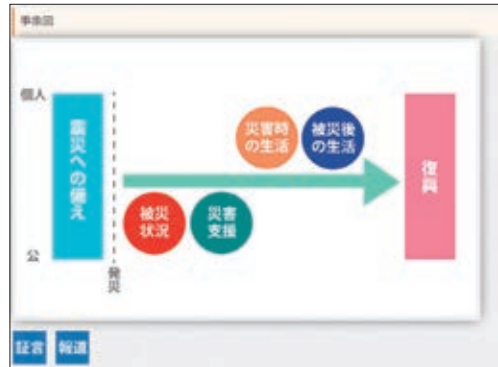 事象図
個人
震災への備え
災害時
の生活
被災後
の生活
復興
被災
状況
災害
支援
公
発災
証言
報道